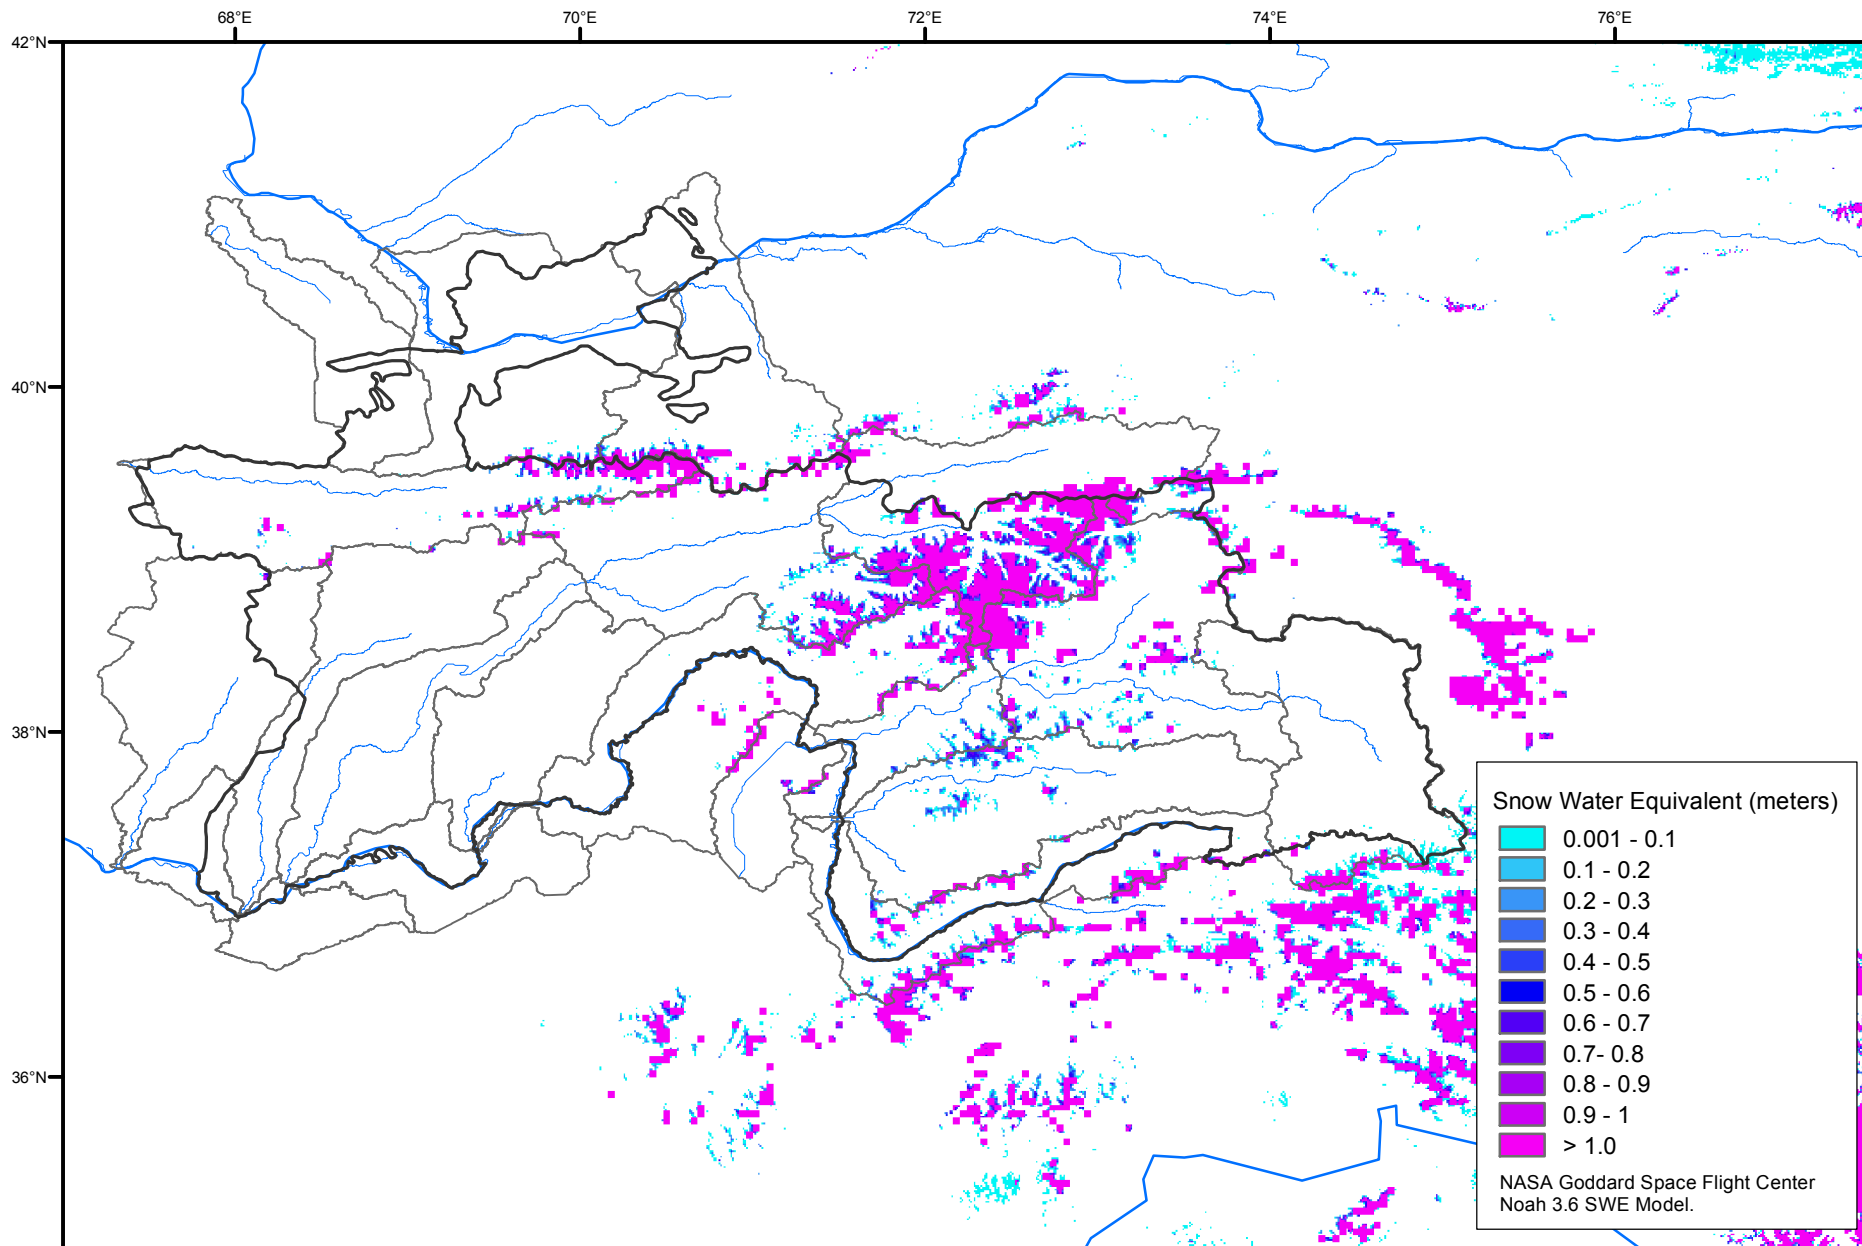 68°E
70°E
72°E
74°E
76°E
42°N
40°N
38°N
36°N
Snow Water Equivalent (meters)
0.001 - 0.1
0.1 - 0.2
0.2 - 0.3
0.3 - 0.4
0.4 - 0.5
0.5 - 0.6
0.6 - 0.7
0.7- 0.8
0.8 - 0.9
0.9 - 1
> 1.0
NASA Goddard Space Flight Center
Noah 3.6 SWE Model.